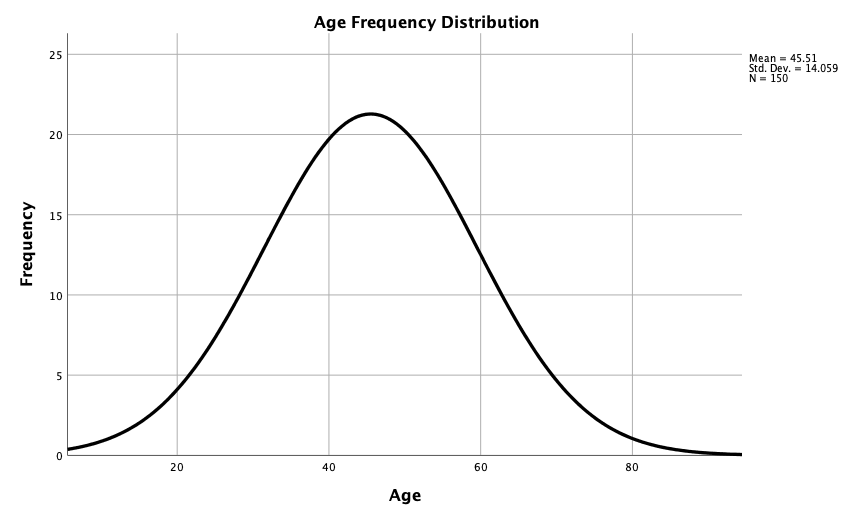 Age Frequency Distribution
Mean = 45.51
Std. Dev. = 14.059
N = 150
25
20
15
10
5
0
Frequency
20 40 60 80
Age